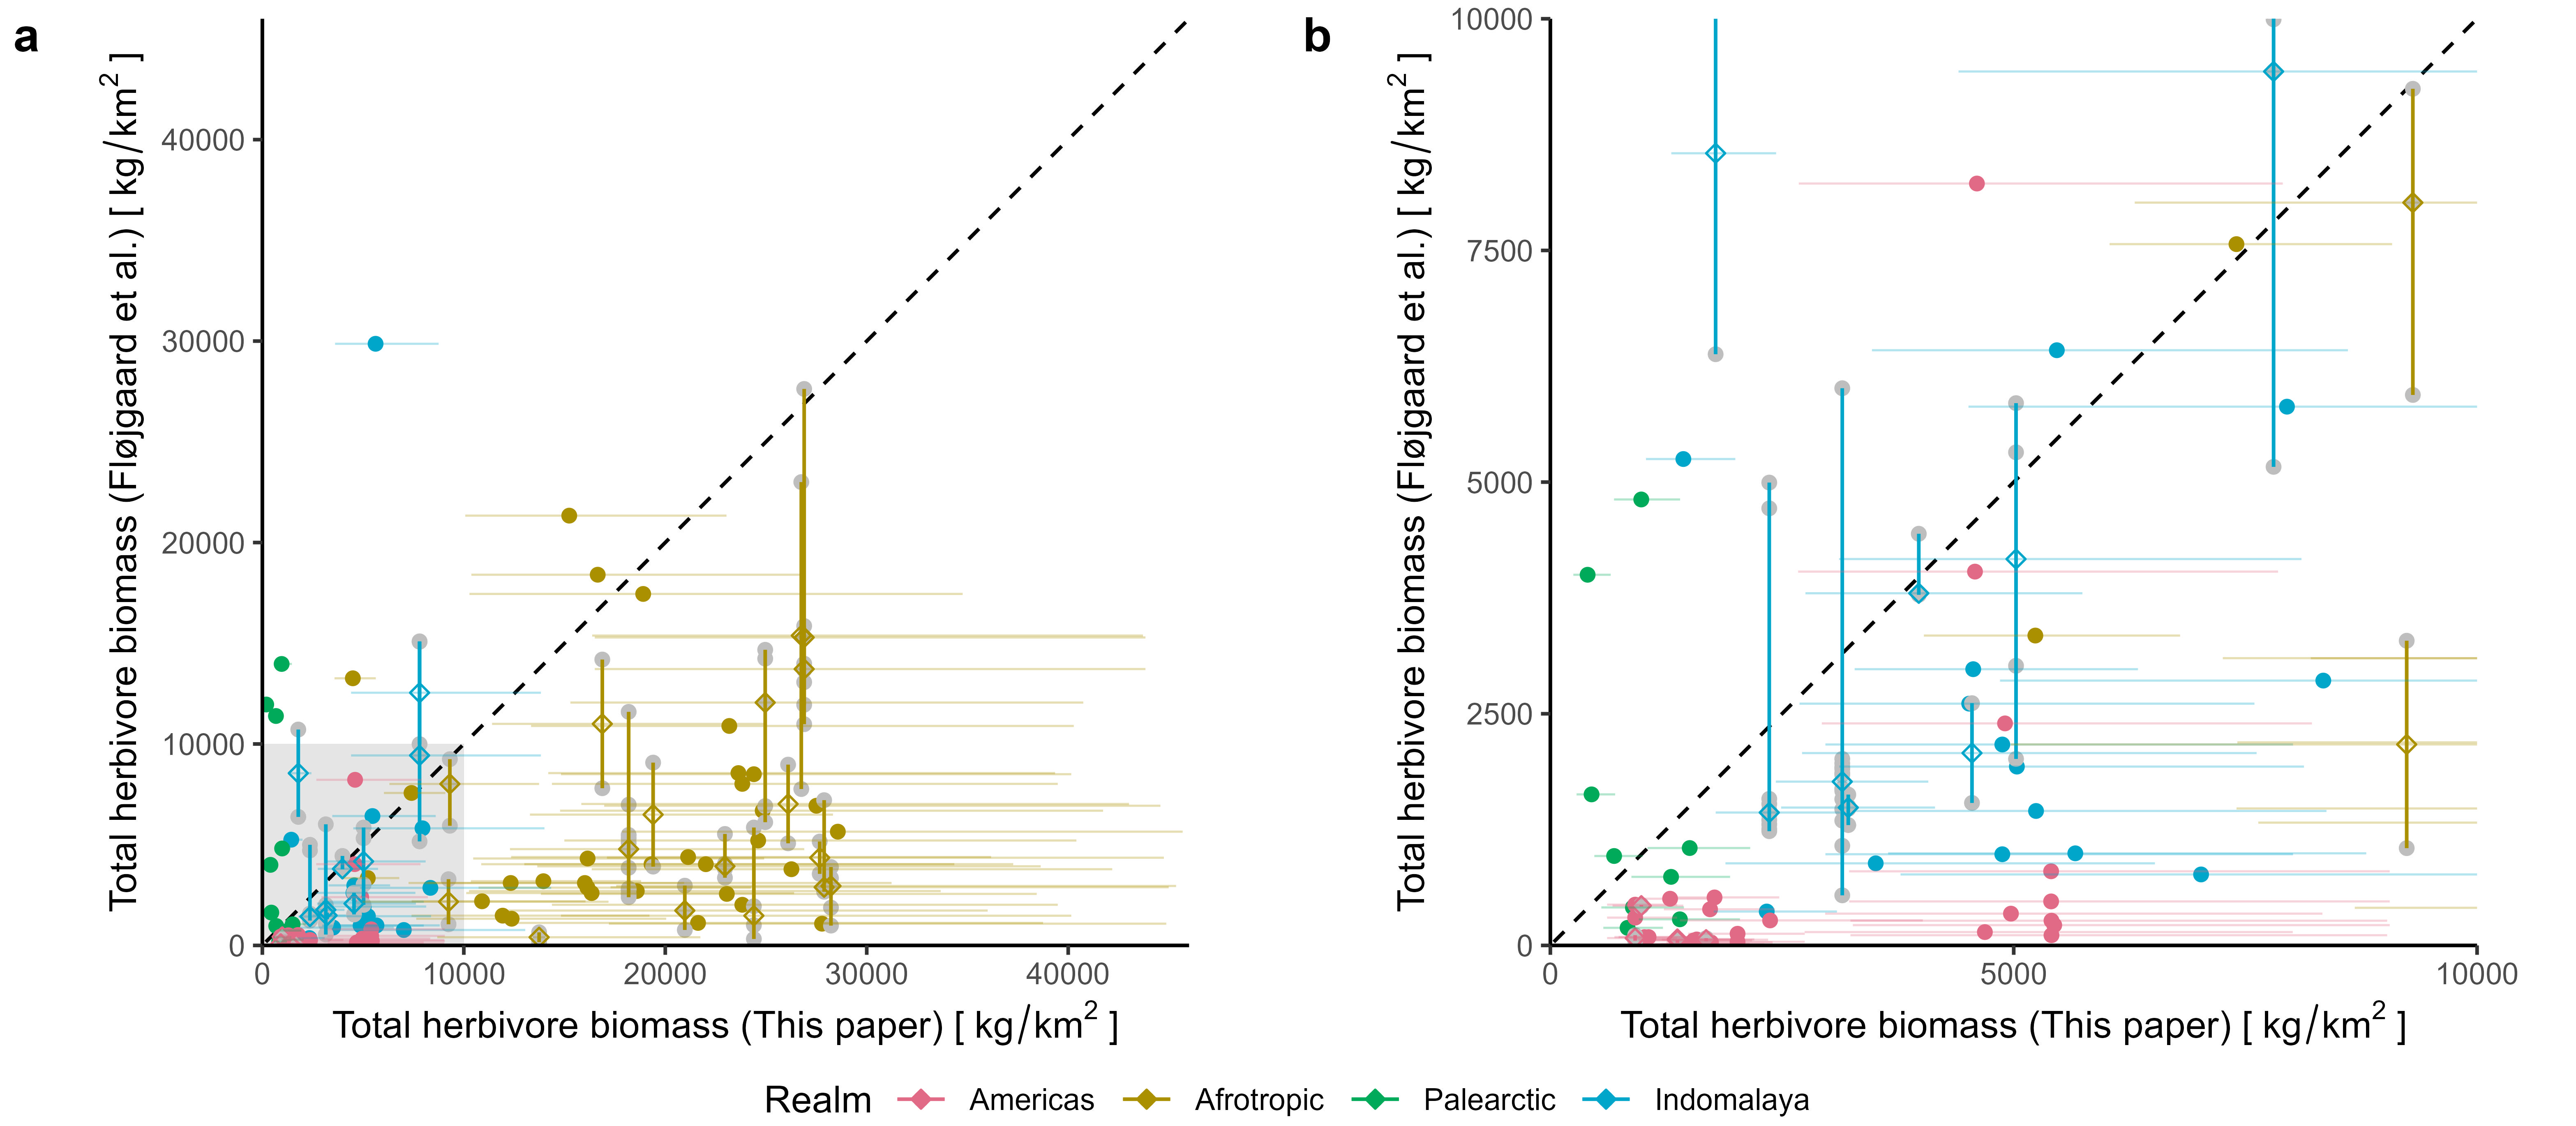 a
Total herbivore biomass (Fløjgaard et al.) [ kg/km² ]
40000
30000
20000
10000
0
0 10000 20000 30000 40000
Total herbivore biomass (This paper) [ kg/km² ]
b
Total herbivore biomass (Fløjgaard et al.) [ kg/km² ]
10000
7500
5000
2500
0
0 5000 10000
Total herbivore biomass (This paper) [ kg/km² ]
Realm Americas Afrotropic Palearctic Indomalaya